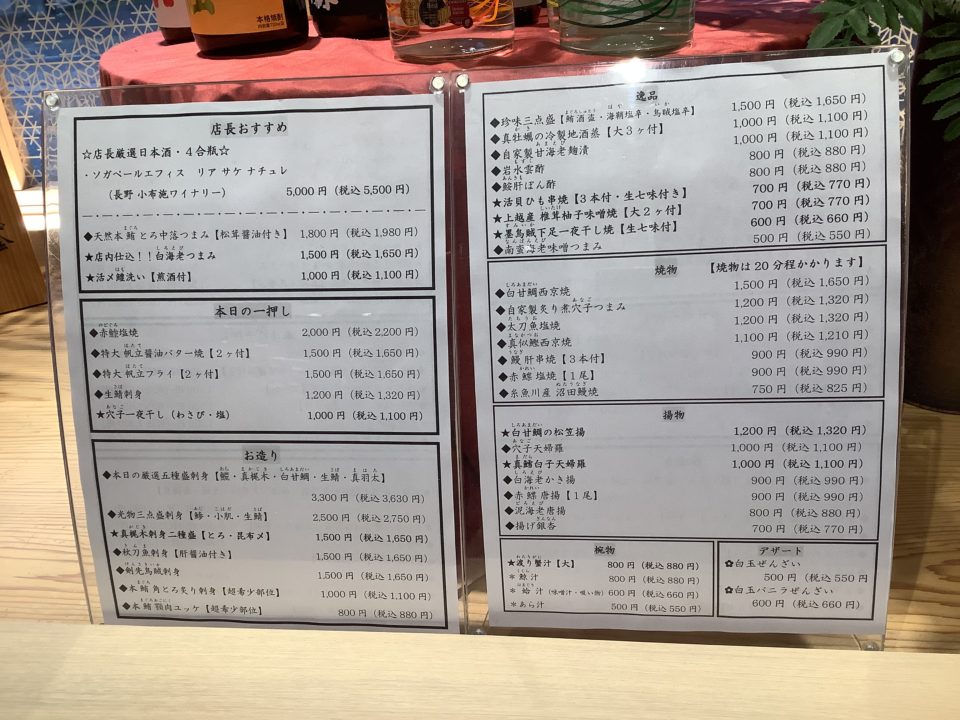 本格焼酎
店長おすすめ
☆店長厳選日本酒・４合瓶☆
・ソガペールエフィス リア サケ ナチュレ
（長野 小布施ワイナリー） 5,000円（税込5,500円）
◆天然本鮪とろ中落つまみ【松茸醤油付き】 1,800円（税込1,980円）
★店内仕込！！白海老つまみ 1,500円（税込1,650円）
★活〆鱧洗い【煎酒付】 1,000円（税込1,100円）
本日の一押し
◆赤鯥塩焼 2,000円（税込2,200円）
◆特大帆立醤油バター焼【２ヶ付】 1,500円（税込1,650円）
◆特大帆立フライ【２ヶ付】 1,500円（税込1,650円）
◆生鯖刺身 1,200円（税込1,320円）
★穴子一夜干し（わさび・塩） 1,000円（税込1,100円）
お造り
◆本日の厳選五種盛刺身【・真梶木・白甘鯛・生鯖・真羽太】
3,300円（税込3,630円）
◆光物三点盛刺身【・小肌・生鯖】 2,500円（税込2,750円）
★真梶木刺身二種盛【とろ・昆布〆】 1,500円（税込1,650円）
◆秋刀魚刺身【肝醤油付き】 1,500円（税込1,650円）
◆剣先烏賊刺身 1,500円（税込1,650円）
◆本鮪 角とろ炙り刺身【超希少部位】 1,000円（税込1,100円）
◆本鮪 顎肉ユッケ【超希少部位】 800円（税込880円）
逸品
◆珍味三点盛【鮪酒盗・海鞘塩辛・烏賊塩辛】 1,500円（税込1,650円）
◆真牡蠣の冷製地酒蒸【大３ヶ付】 1,000円（税込1,100円）
◆自家製甘海老麹漬 1,000円（税込1,100円）
◆岩水雲酢 800円（税込880円）
◆鮟肝ぽん酢 800円（税込880円）
★活貝ひも串焼【３本付・生七味付き】 700円（税込770円）
★上越産 椎茸柚子味噌焼【大２ヶ付】 700円（税込770円）
★墨烏賊下足一夜干し焼【生七味付】 600円（税込660円）
◆南蛮海老味噌つまみ 500円（税込550円）
焼物 【焼物は20分程かかります】
◆白甘鯛西京焼 1,500円（税込1,650円）
◆自家製炙り煮穴子つまみ 1,200円（税込1,320円）
◆太刀魚塩焼 1,200円（税込1,320円）
◆真似鰹西京焼 1,100円（税込1,210円）
◆鰻肝串焼【３本付】 900円（税込990円）
◆赤鰈塩焼【１尾】 900円（税込990円）
◆糸魚川産 沼田鰻焼 750円（税込825円）
揚物
★白甘鯛の松笠揚 1,200円（税込1,320円）
◆穴子天婦羅 1,000円（税込1,100円）
★真鱈白子天婦羅 1,000円（税込1,100円）
◆白海老かき揚 900円（税込990円）
◆赤鰈唐揚【１尾】 900円（税込990円）
◆泥海老唐揚 800円（税込880円）
◆揚げ銀杏 700円（税込770円）
椀物
★渡り蟹汁【大】 800円（税込880円）
＊鯨汁 800円（税込880円）
＊蛤汁（味噌汁・吸い物） 600円（税込660円）
＊あら汁 500円（税込550円）
デザート
✿白玉ぜんざい
500円（税込550円）
✿白玉バニラぜんざい
600円（税込660円）